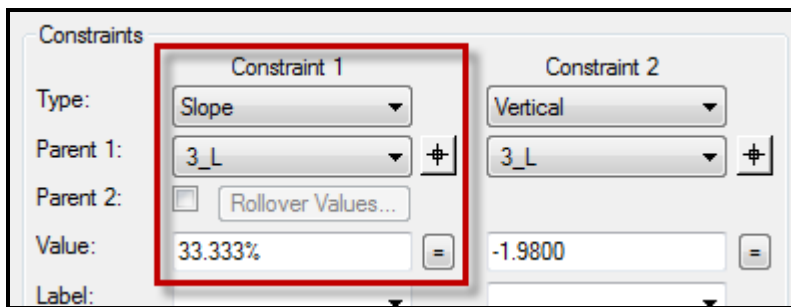 Constraints
Constraint 1 Constraint 2
Type: Slope Vertical
Parent 1: 3_L 3_L
Parent 2: Rollover Values...
Value: 33.333% = -1.9800 =
Label: